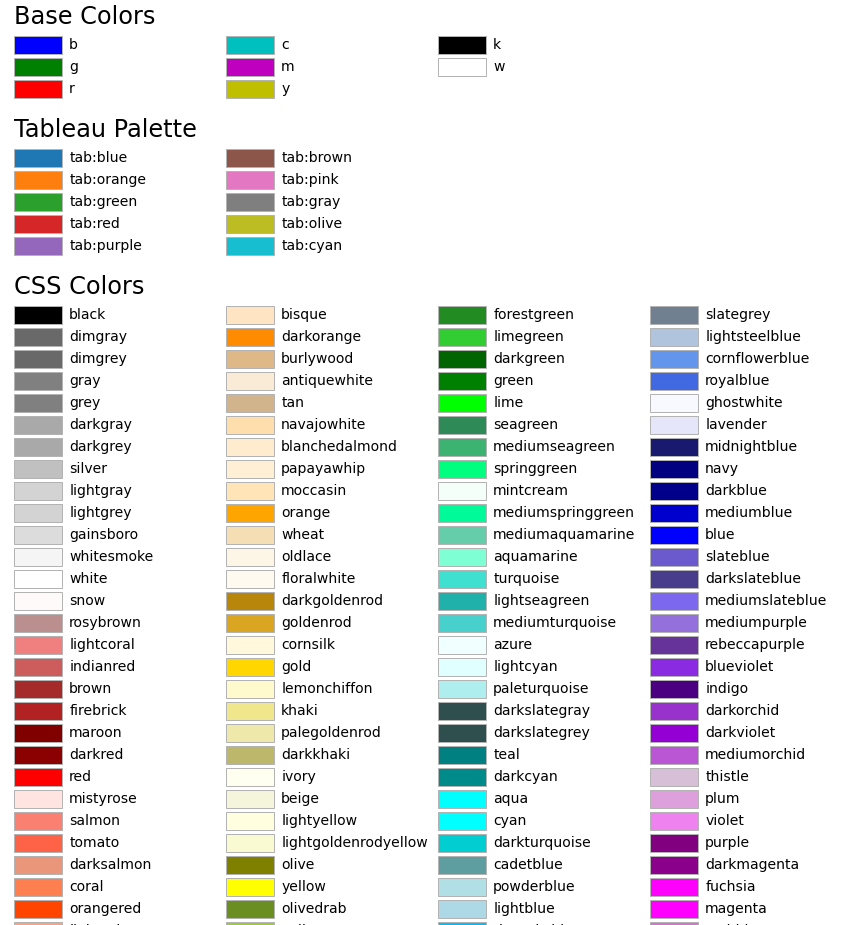 Base Colors
b
g
r
c
m
y
k
w
Tableau Palette
tab:blue
tab:orange
tab:green
tab:red
tab:purple
tab:brown
tab:pink
tab:gray
tab:olive
tab:cyan
CSS Colors
black
dimgray
dimgrey
gray
grey
darkgray
darkgrey
silver
lightgray
lightgrey
gainsboro
whitesmoke
white
snow
rosybrown
lightcoral
indianred
brown
firebrick
maroon
darkred
red
mistyrose
salmon
tomato
darksalmon
coral
orangered
bisque
darkorange
burlywood
antiquewhite
tan
navajowhite
blanchedalmond
papayawhip
moccasin
orange
wheat
oldlace
floralwhite
darkgoldenrod
goldenrod
cornsilk
gold
lemonchiffon
khaki
palegoldenrod
darkkhaki
ivory
beige
lightyellow
lightgoldenrodyellow
olive
yellow
olivedrab
forestgreen
limegreen
darkgreen
green
lime
seagreen
mediumseagreen
springgreen
mintcream
mediumspringgreen
mediumaquamarine
aquamarine
turquoise
lightseagreen
mediumturquoise
azure
lightcyan
paleturquoise
darkslategray
darkslategrey
teal
darkcyan
aqua
cyan
darkturquoise
cadetblue
powderblue
lightblue
slategrey
lightsteelblue
cornflowerblue
royalblue
ghostwhite
lavender
midnightblue
navy
darkblue
mediumblue
blue
slateblue
darkslateblue
mediumslateblue
mediumpurple
rebeccapurple
blueviolet
indigo
darkorchid
darkviolet
mediumorchid
thistle
plum
violet
purple
darkmagenta
fuchsia
magenta